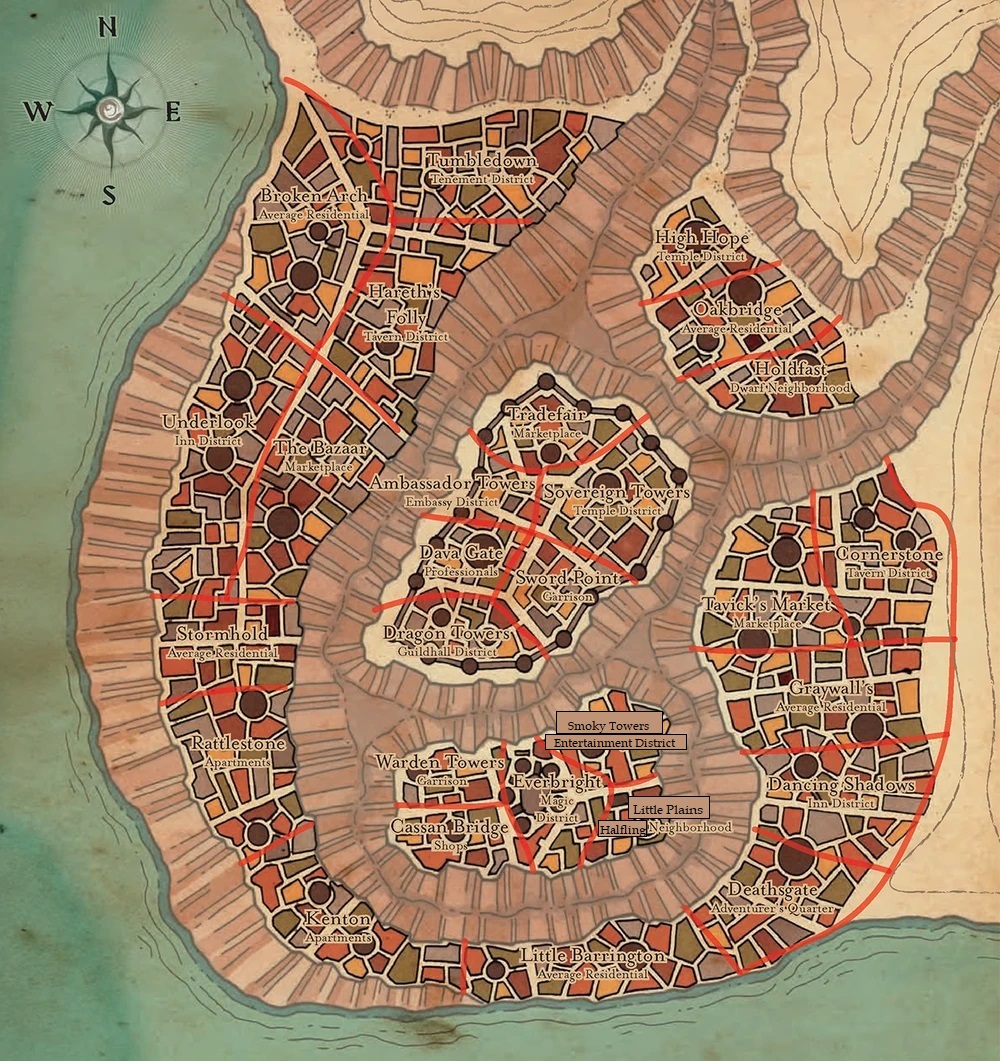 N
W
E
S
Tumbledown
Tenement District
Broken Arch
Average Residential
High Hope
Temple District
Hareth's
Folly
Tavern District
Oakbridge
Average Residential
Holdfast
Dwarf Neighborhood
Tradefair
Marketplace
Underlook
Inn District
The Bazaar
Marketplace
Ambassador Towers
Embassy District
Sovereign Towers
Temple District
Dava Gate
Professionals
Sword Point
Garrison
Cornerstone
Tavern District
Tavick's Market
Marketplace
Stormhold
Average Residential
Dragon Towers
Guildhall District
Graywall's
Average Residential
Smoky Towers
Entertainment District
Rattlestone
Apartments
Warden Towers
Garrison
Everbright
Magic
District
Dancing Shadows
Inn District
Little Plains
Halfling Neighborhood
Cassan Bridge
Shops
Deathsgate
Adventurer's Quarter
Kenton
Apartments
Little Barrington
Average Residential